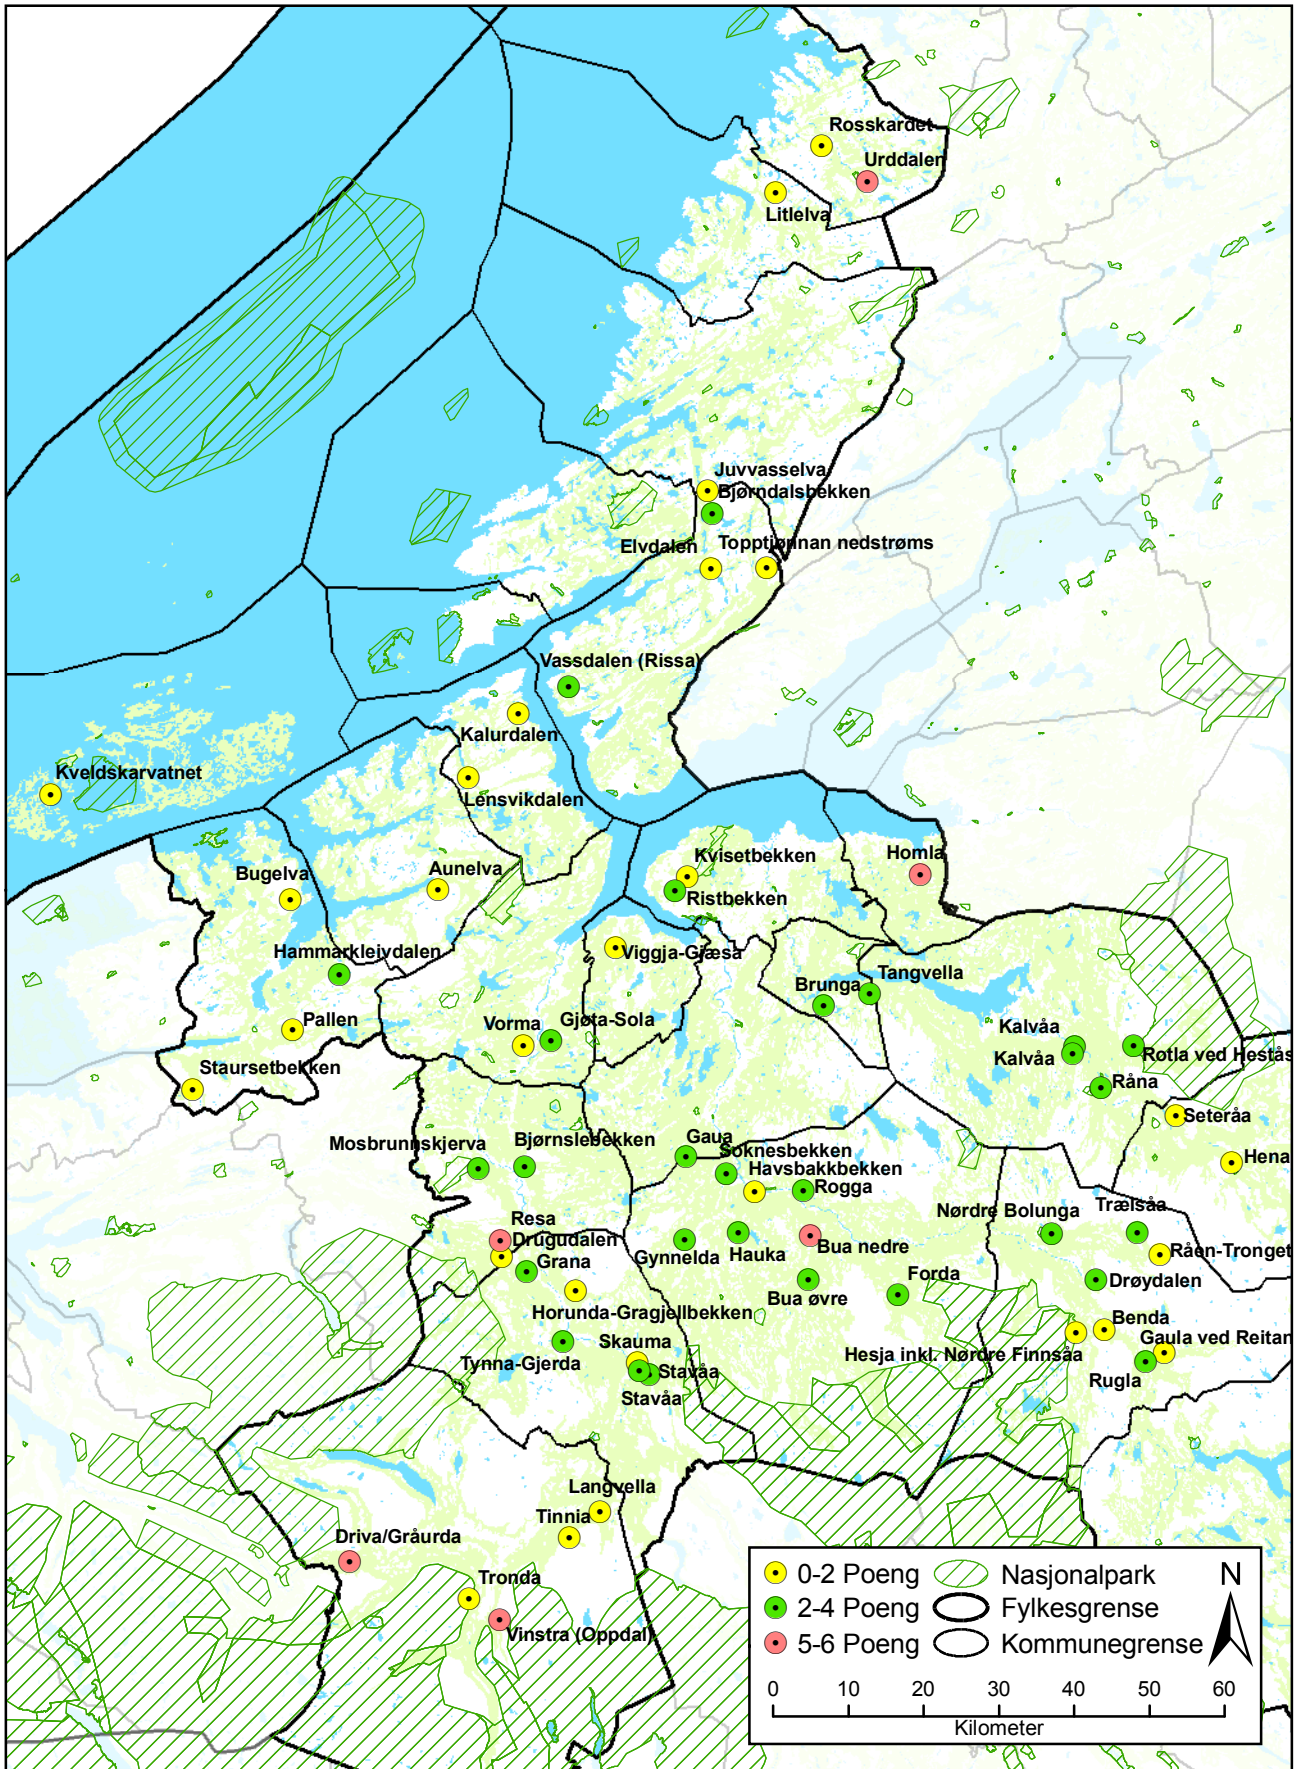 Rosskardet
Urddalen
Litlelva
Juvvasselva
Bjørndalsbekken
Elvdalen
Topptjønnan nedstrøms
Vassdalen (Rissa)
Kalurdalen
Kveldskarvatnet
Lensvikdalen
Kvisetbekken
Homla
Bugelva
Aunelva
Ristbekken
Hammarkleivdalen
Viggja-Gjæsa
Tangvella
Brunga
Pallen
Vorma
Gjøta-Sola
Kalvåa
Kalvåa
Rotla ved Hestås
Staursetbekken
Råna
Seteråa
Mosbrunnskjerva
Bjørnslebekken
Gaua
Soknesbekken
Havsbakkbekken
Hena
Rogga
Resa
Drugudalen
Nørdre Bolunga
Trælsåa
Gynnelda
Hauka
Bua nedre
Råen-Tronget
Grana
Forda
Drøydalen
Bua øvre
Horunda-Gragjellbekken
Benda
Skauma
Hesja inkl. Nørdre Finnsåa
Gaula ved Reitan
Tynna-Gjerda
Stavåa
Rugla
Stavåa
Langvella
Tinnia
Driva/Gråurda
Tronda
Vinstra (Oppdal)
0-2 Poeng
Nasjonalpark
N
2-4 Poeng
Fylkesgrense
5-6 Poeng
Kommunegrense
0 10 20 30 40 50 60
Kilometer